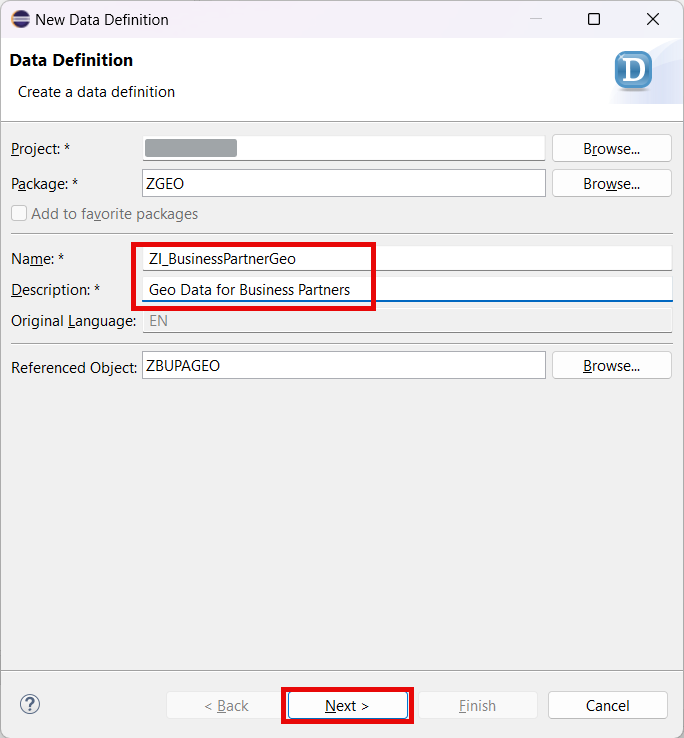 New Data Definition
Data Definition
D
Create a data definition
Project: * Browse...
Package: * ZGEO Browse...
Add to favorite packages
Name: * ZI_BusinessPartnerGeo
Description: * Geo Data for Business Partners
Original Language: EN
Referenced Object: ZBUPAGEO Browse...
? < Back Next > Finish Cancel